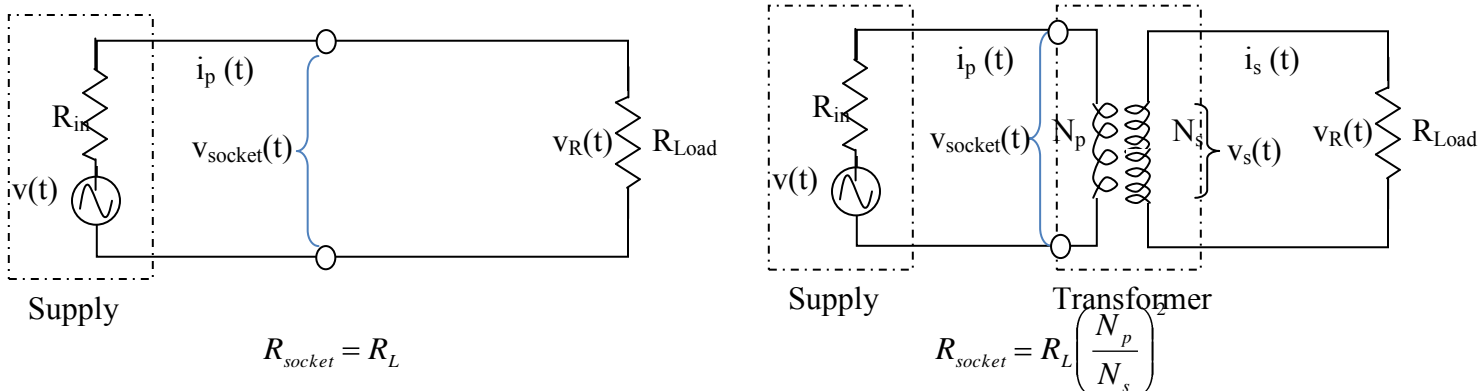 i_p (t)
R_in
v_socket(t)
v_R(t)
R_Load
v(t)
Supply
R_socket = R_L
i_p (t)
i_s (t)
R_in
v_socket(t)
N_p
N_s
v_s(t)
v_R(t)
R_Load
v(t)
Supply
Transformer
R_socket = R_L (N_p / N_s)^2